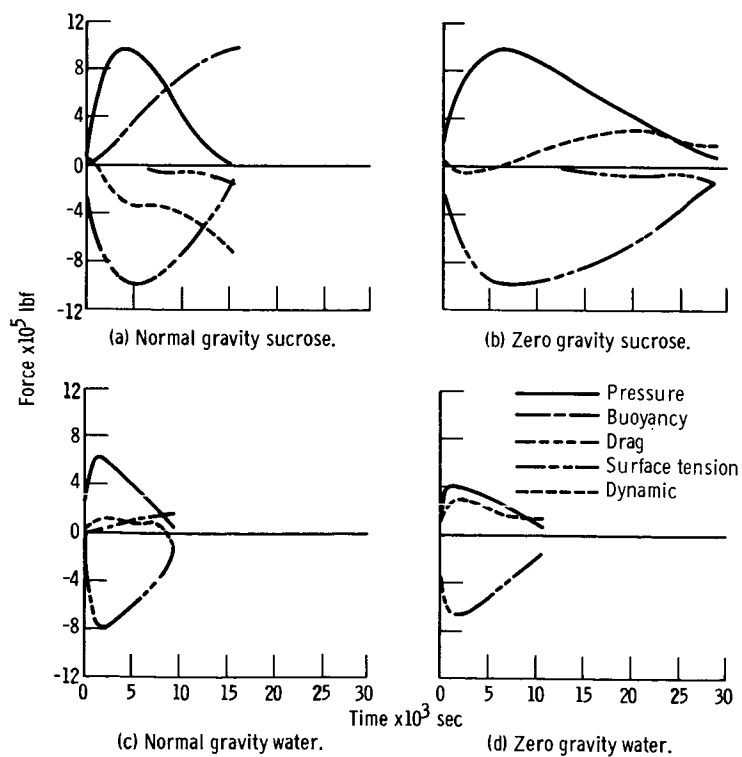 12
8
4
0
-4
-8
-12
(a) Normal gravity sucrose.
(b) Zero gravity sucrose.
Force x10^5 lbf
12
8
4
0
-4
-8
-12
0 5 10 15 20 25 30
Pressure
Buoyancy
Drag
Surface tension
Dynamic
0 5 10 15 20 25 30
Time x10^3 sec
(c) Normal gravity water.
(d) Zero gravity water.